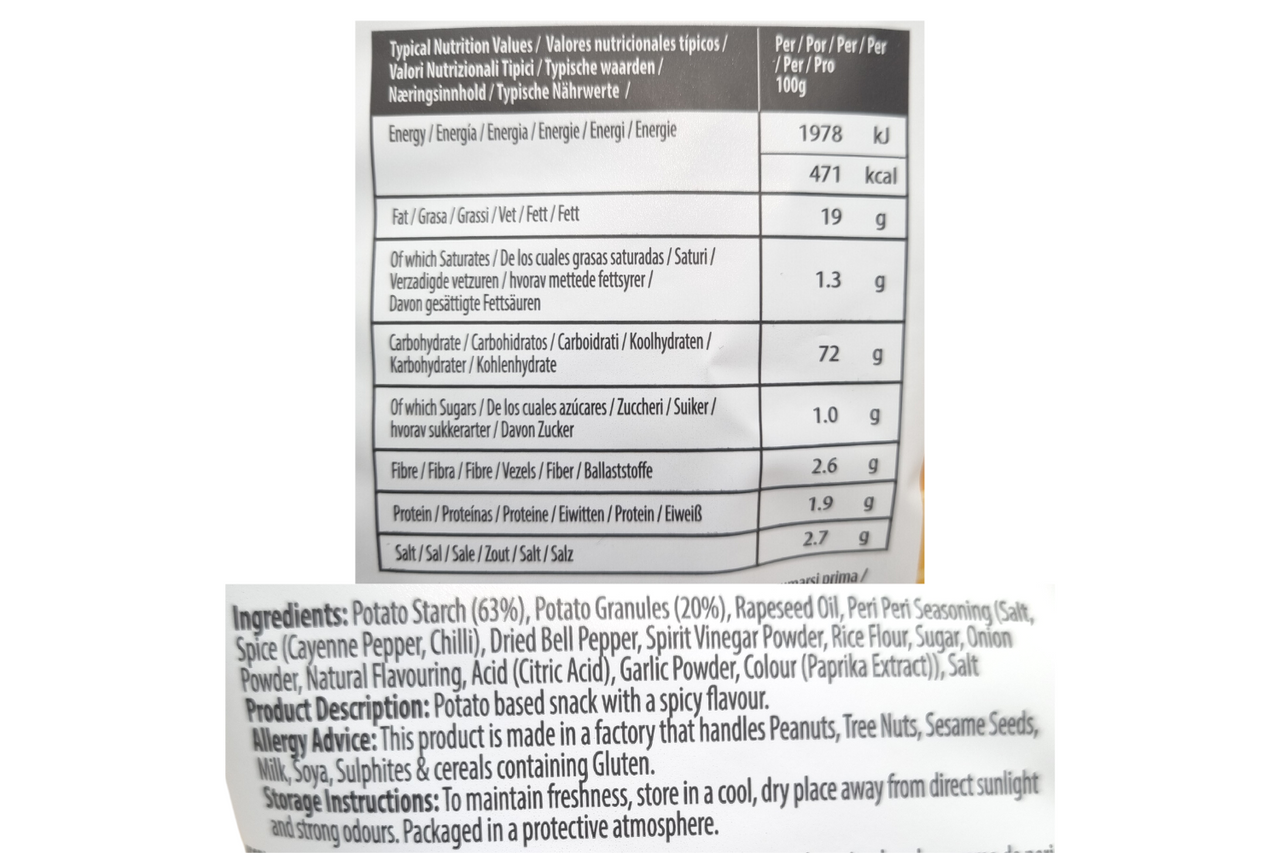 Typical Nutrition Values / Valores nutricionales típicos /
Valori Nutrizionali Tipici / Typische waarden /
Næringsinnhold / Typische Nährwerte /
Per / Por / Per / Per
/ Per / Pro
100g
Energy / Energía / Energia / Energie / Energi / Energie
1978 kJ
471 kcal
Fat / Grasa / Grassi / Vet / Fett / Fett
19 g
Of which Saturates / De los cuales grasas saturadas / Saturi /
Verzadigde vetzuren / hvorav mettede fettsyrer /
Davon gesättigte Fettsäuren
1.3 g
Carbohydrate / Carbohidratos / Carboidrati / Koolhydraten /
Karbohydrater / Kohlenhydrate
72 g
Of which Sugars / De los cuales azúcares / Zuccheri / Suiker /
hvorav sukkerarter / Davon Zucker
1.0 g
Fibre / Fibra / Fibre / Vezels / Fiber / Ballaststoffe
2.6 g
Protein / Proteínas / Proteine / Eiwitten / Protein / Eiweiß
1.9 g
Salt / Sal / Sale / Zout / Salt / Salz
2.7 g
prima /
Ingredients: Potato Starch (63%), Potato Granules (20%), Rapeseed Oil, Peri Peri Seasoning (Salt,
Spice (Cayenne Pepper, Chilli), Dried Bell Pepper, Spirit Vinegar Powder, Rice Flour, Sugar, Onion
Powder, Natural Flavouring, Acid (Citric Acid), Garlic Powder, Colour (Paprika Extract)), Salt
Product Description: Potato based snack with a spicy flavour.
Allergy Advice: This product is made in a factory that handles Peanuts, Tree Nuts, Sesame Seeds,
Milk, Soya, Sulphites & cereals containing Gluten.
Storage Instructions: To maintain freshness, store in a cool, dry place away from direct sunlight
and strong odours. Packaged in a protective atmosphere.